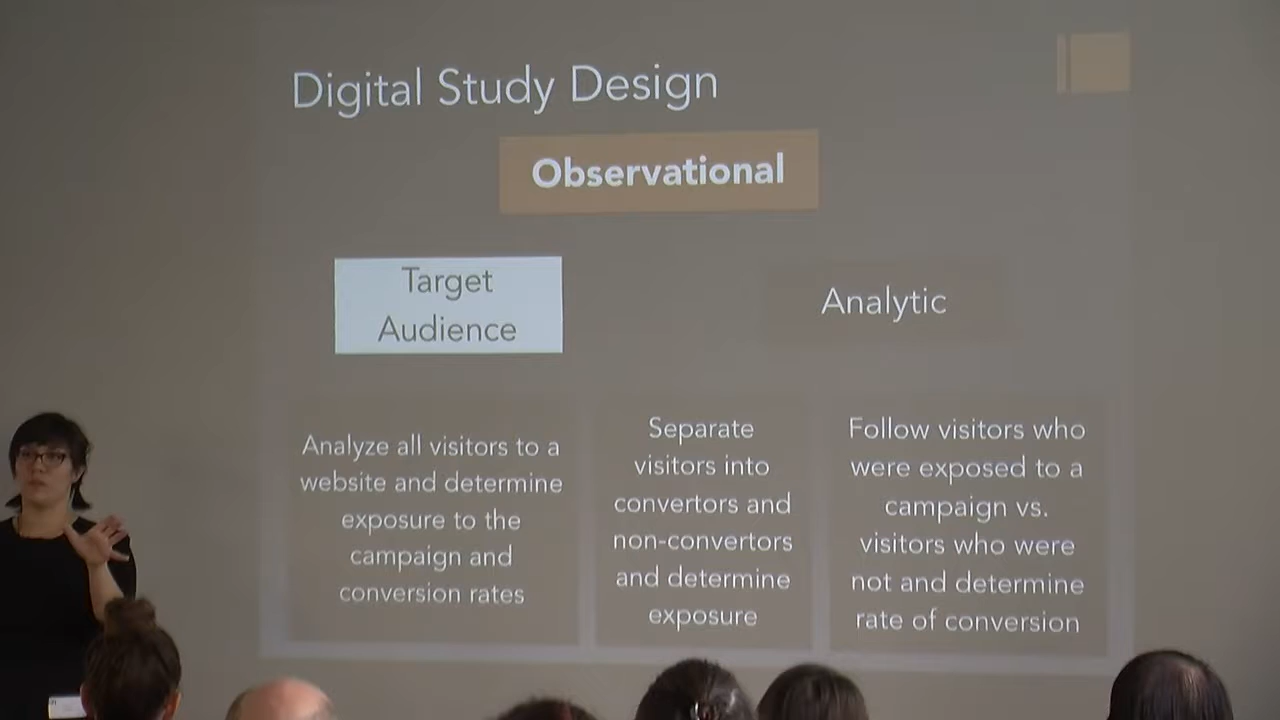 Digital Study Design
Observational
Target
Audience
Analytic
Analyze all visitors to a
website and determine
exposure to the
campaign and
conversion rates
Separate
visitors into
convertors and
non-convertors
and determine
exposure
Follow visitors who
were exposed to a
campaign vs.
visitors who were
not and determine
rate of conversion